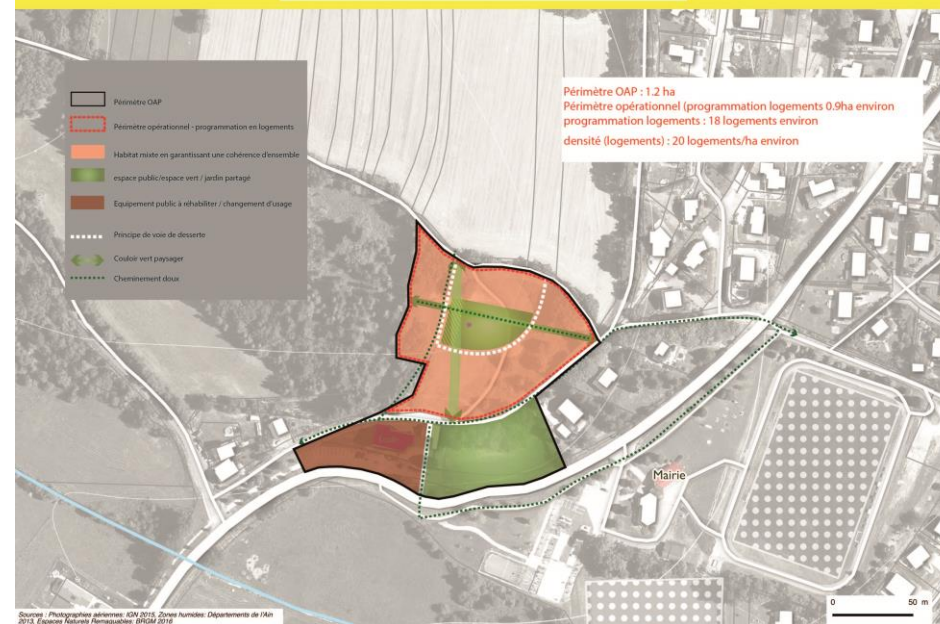 Périmètre OAP
Périmètre opérationnel - programmation en logements
Habitat mixte en garantissant une cohérence d'ensemble
espace public/espace vert / jardin partagé
Equipement public à réhabiliter / changement d'usage
Principe de voie de desserte
Couloir vert paysager
Cheminement doux
Périmètre OAP : 1.2 ha
Périmètre opérationnel (programmation logements 0.9ha environ
programmation logements : 18 logements environ
densité (logements) : 20 logements/ha environ
Mairie
Sources : Photographies aériennes: IGN 2015, Zones humides: Départements de l'Ain
2013, Espaces Naturels Remaquables: BRGM 2016
0 50 m